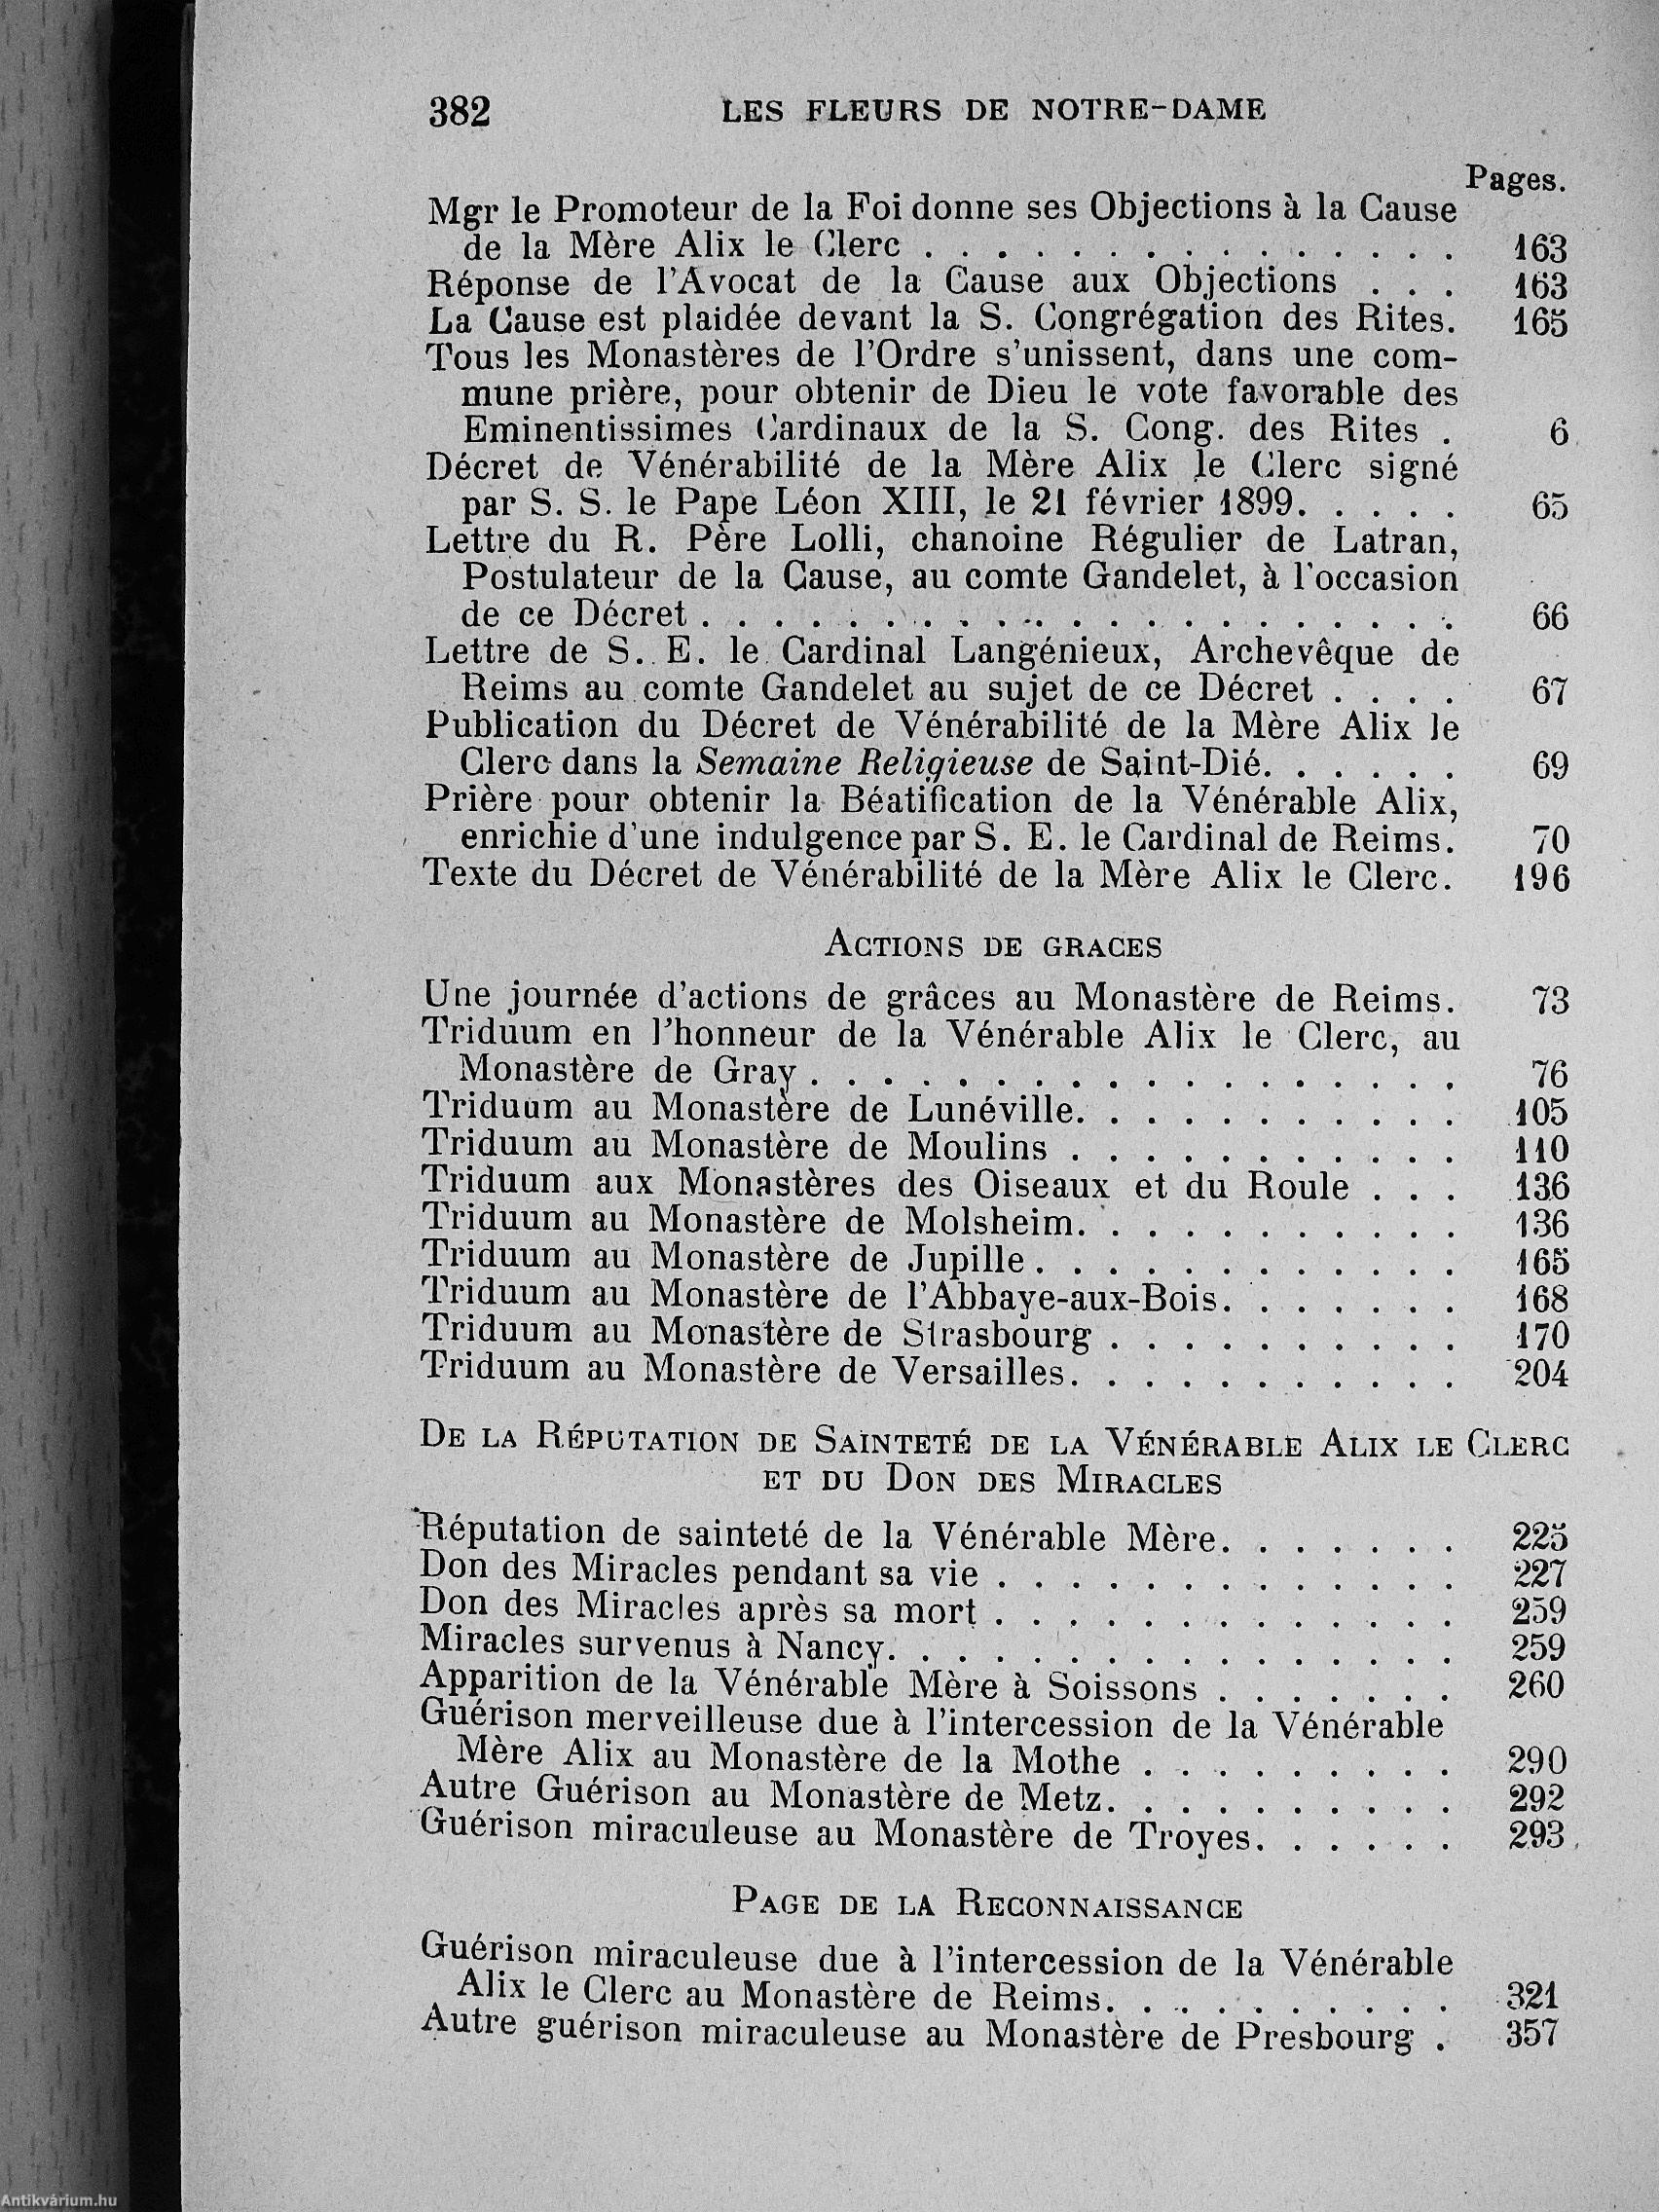 382 LES FLEURS DE NOTRE-DAME
Pages.
Mgr le Promoteur de la Foi donne ses Objections à la Cause
de la Mère Alix le Clerc . . . . . . . . . . . . . . . 163
Réponse de l'Avocat de la Cause aux Objections . . . 163
La Cause est plaidée devant la S. Congrégation des Rites. 165
Tous les Monastères de l'Ordre s'unissent, dans une com-
mune prière, pour obtenir de Dieu le vote favorable des
Eminentissimes Cardinaux de la S. Cong. des Rites . 6
Décret de Vénérabilité de la Mère Alix le Clerc signé
par S. S. le Pape Léon XIII, le 21 février 1899. . . . . 65
Lettre du R. Père Lolli, chanoine Régulier de Latran,
Postulateur de la Cause, au comte Gandelet, à l'occasion
de ce Décret . . . . . . . . . . . . . . . . . . . . . 66
Lettre de S. E. le Cardinal Langénieux, Archevêque de
Reims au comte Gandelet au sujet de ce Décret . . . . 67
Publication du Décret de Vénérabilité de la Mère Alix le
Clerc dans la Semaine Religieuse de Saint-Dié. . . . . . 69
Prière pour obtenir la Béatification de la Vénérable Alix,
enrichie d'une indulgence par S. E. le Cardinal de Reims. 70
Texte du Décret de Vénérabilité de la Mère Alix le Clerc. 196
ACTIONS DE GRACES
Une journée d'actions de grâces au Monastère de Reims. 73
Triduum en l'honneur de la Vénérable Alix le Clerc, au
Monastère de Gray . . . . . . . . . . . . . . . . . . 76
Triduum au Monastère de Lunéville. . . . . . . . . . . 105
Triduum au Monastère de Moulins . . . . . . . . . . . 110
Triduum aux Monastères des Oiseaux et du Roule . . . 136
Triduum au Monastère de Molsheim. . . . . . . . . . . 136
Triduum au Monastère de Jupille . . . . . . . . . . . . 165
Triduum au Monastère de l'Abbaye-aux-Bois. . . . . . . 168
Triduum au Monastère de Strasbourg . . . . . . . . . . 170
Triduum au Monastère de Versailles. . . . . . . . . . . 204
DE LA RÉPUTATION DE SAINTETÉ DE LA VÉNÉRABLE ALIX LE CLERC
ET DU DON DES MIRACLES
Réputation de sainteté de la Vénérable Mère. . . . . . . 225
Don des Miracles pendant sa vie . . . . . . . . . . . . . 227
Don des Miracles après sa mort . . . . . . . . . . . . . 259
Miracles survenus à Nancy. . . . . . . . . . . . . . . . 259
Apparition de la Vénérable Mère à Soissons . . . . . . . 260
Guérison merveilleuse due à l'intercession de la Vénérable
Mère Alix au Monastère de la Mothe . . . . . . . . . 290
Autre Guérison au Monastère de Metz. . . . . . . . . . 292
Guérison miraculeuse au Monastère de Troyes. . . . . . 293
PAGE DE LA RECONNAISSANCE
Guérison miraculeuse due à l'intercession de la Vénérable
Alix le Clerc au Monastère de Reims. . . . . . . . . . 321
Autre guérison miraculeuse au Monastère de Presbourg . 357
Antikvárium.hu